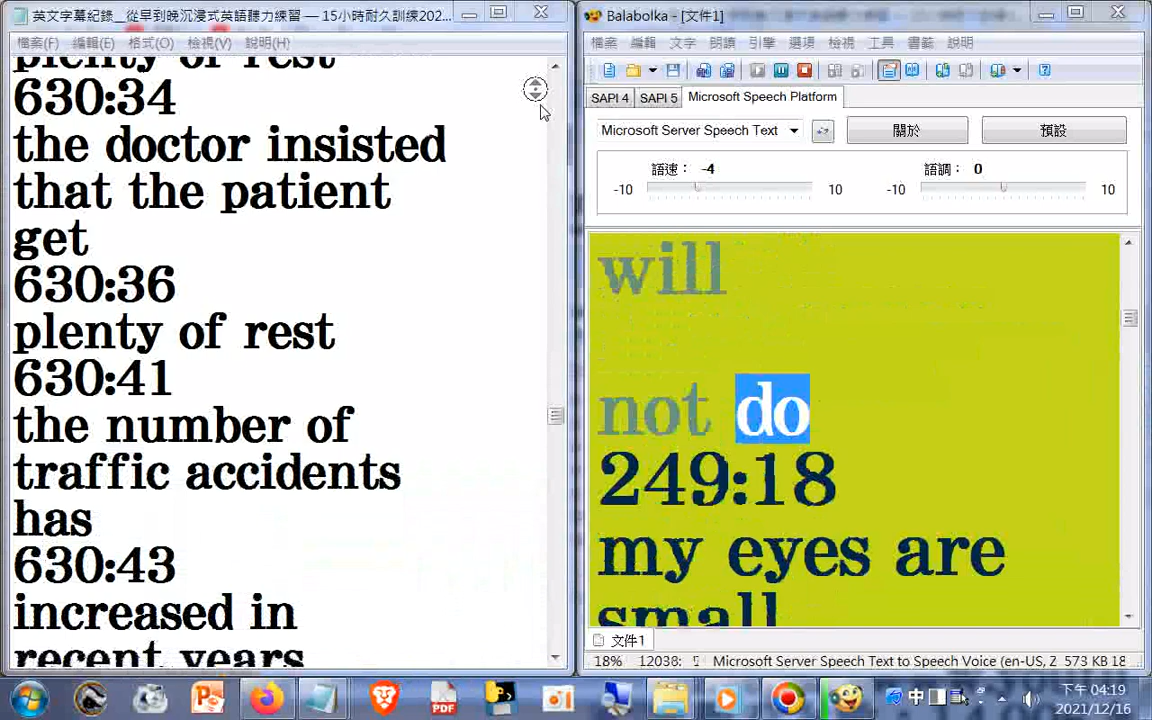 英文字幕紀錄__從早到晚沉浸式英語聽力練習 — 15小時耐久訓練202...
檔案(F) 編輯(E) 格式(O) 檢視(V) 說明(H)
plenty of rest
630:34
the doctor insisted
that the patient
get
630:36
plenty of rest
630:41
the number of
traffic accidents
has
630:43
increased in
recent years
Balabolka - [文件1]
檔案 編輯 文字 朗讀 引擎 選項 檢視 工具 書籤 說明
SAPI 4 SAPI 5 Microsoft Speech Platform
Microsoft Server Speech Text 關於 預設
語速： -4 語調： 0
-10 10 -10 10
will
not do
249:18
my eyes are
small
文件1
18% 12038: Microsoft Server Speech Text to Speech Voice (en-US, Z 573 KB 18
PDF
中
下午 04:19
2021/12/16